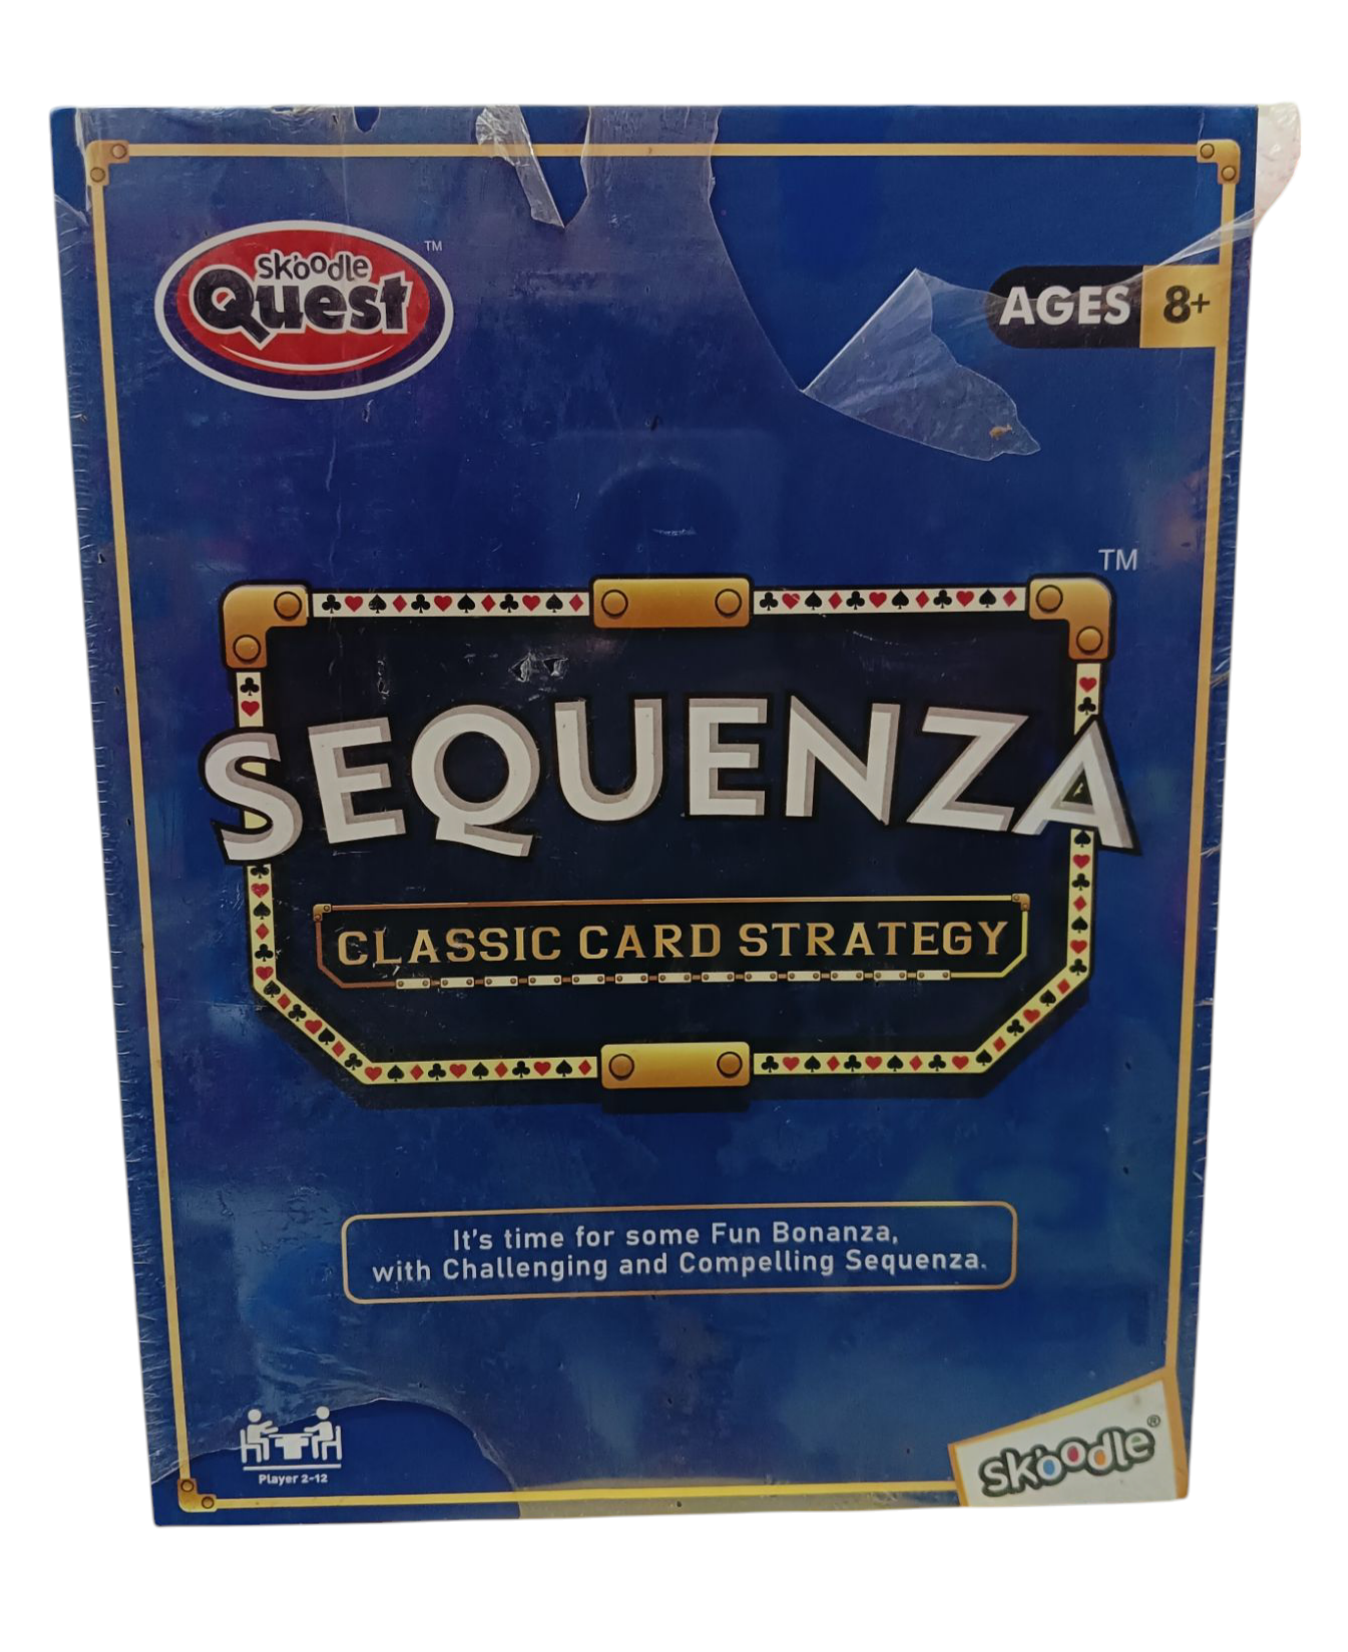 skoodle
Quest
TM
AGES 8+
TM
SEQUENZA
CLASSIC CARD STRATEGY
It's time for some Fun Bonanza,
with Challenging and Compelling Sequenza.
Player 2-12
skoodle®